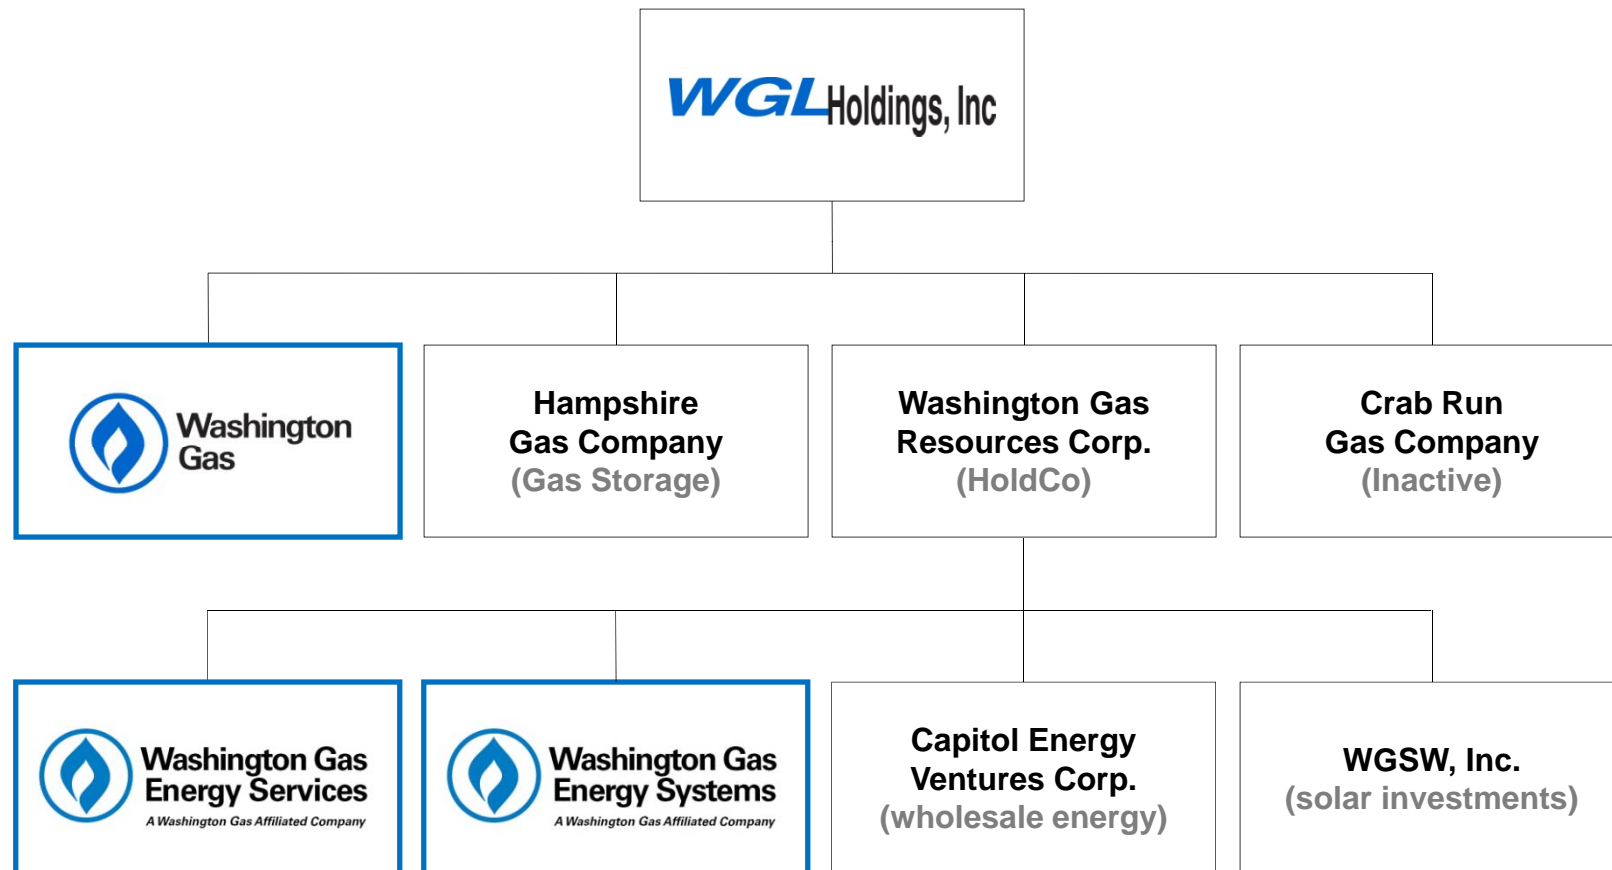 WGL Holdings, Inc
Washington
Gas
Hampshire
Gas Company
(Gas Storage)
Washington Gas
Resources Corp.
(HoldCo)
Crab Run
Gas Company
(Inactive)
Washington Gas
Energy Services
A Washington Gas Affiliated Company
Washington Gas
Energy Systems
A Washington Gas Affiliated Company
Capitol Energy
Ventures Corp.
(wholesale energy)
WGSW, Inc.
(solar investments)